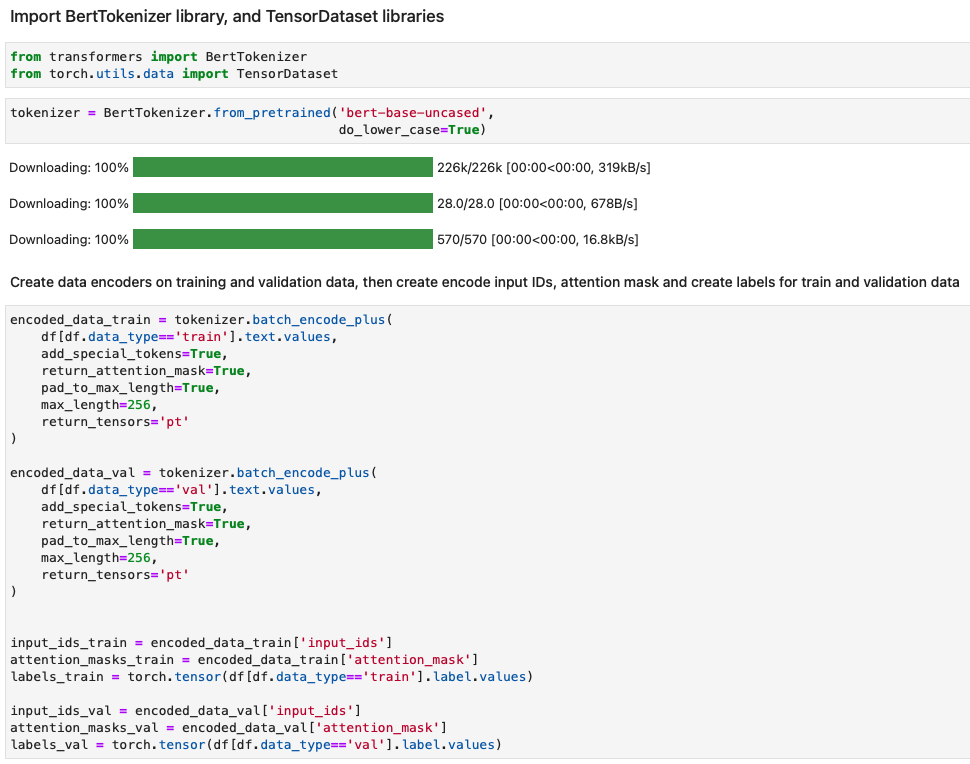 Import BertTokenizer library, and TensorDataset libraries
from transformers import BertTokenizer
from torch.utils.data import TensorDataset
tokenizer = BertTokenizer.from_pretrained('bert-base-uncased',
                                          do_lower_case=True)
Downloading: 100% 226k/226k [00:00<00:00, 319kB/s]
Downloading: 100% 28.0/28.0 [00:00<00:00, 678B/s]
Downloading: 100% 570/570 [00:00<00:00, 16.8kB/s]
Create data encoders on training and validation data, then create encode input IDs, attention mask and create labels for train and validation data
encoded_data_train = tokenizer.batch_encode_plus(
    df[df.data_type=='train'].text.values,
    add_special_tokens=True,
    return_attention_mask=True,
    pad_to_max_length=True,
    max_length=256,
    return_tensors='pt'
)
encoded_data_val = tokenizer.batch_encode_plus(
    df[df.data_type=='val'].text.values,
    add_special_tokens=True,
    return_attention_mask=True,
    pad_to_max_length=True,
    max_length=256,
    return_tensors='pt'
)
input_ids_train = encoded_data_train['input_ids']
attention_masks_train = encoded_data_train['attention_mask']
labels_train = torch.tensor(df[df.data_type=='train'].label.values)
input_ids_val = encoded_data_val['input_ids']
attention_masks_val = encoded_data_val['attention_mask']
labels_val = torch.tensor(df[df.data_type=='val'].label.values)